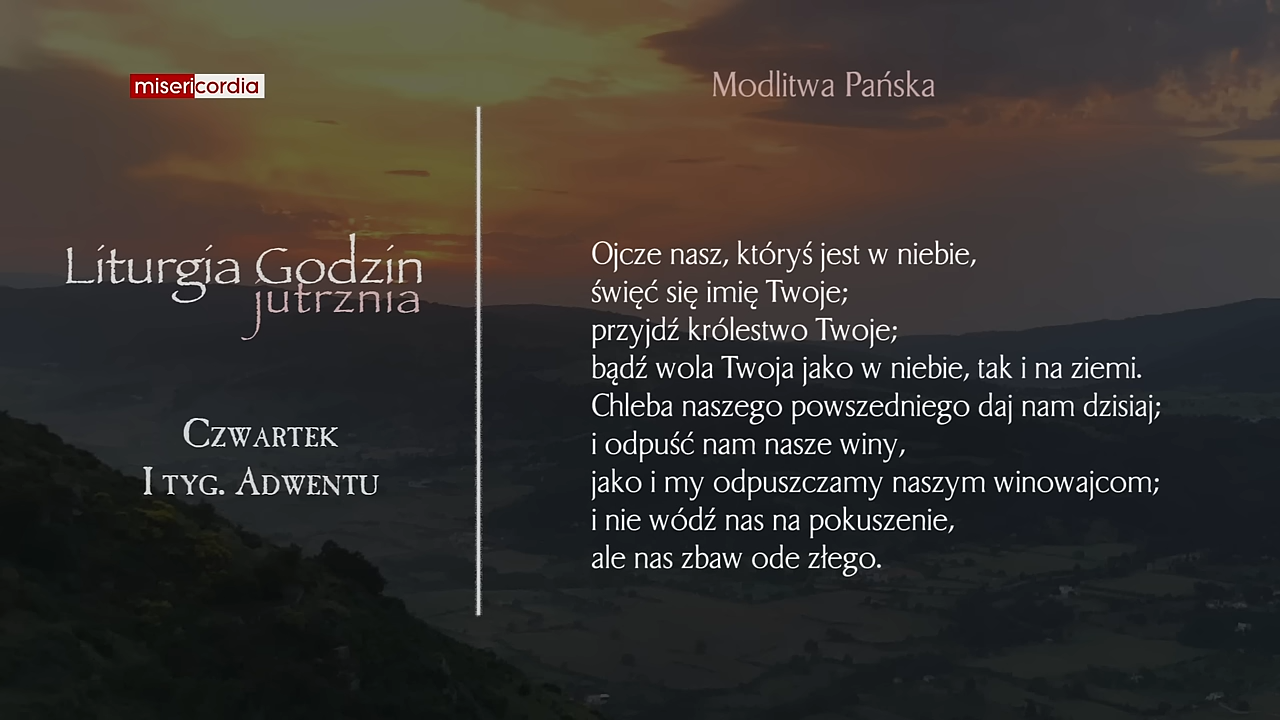 misericordia
Liturgia Godzin
jutrznia
Czwartek
I tyg. Adwentu
Modlitwa Pańska
Ojcze nasz, któryś jest w niebie,
święć się imię Twoje;
przyjdź królestwo Twoje;
bądź wola Twoja jako w niebie, tak i na ziemi.
Chleba naszego powszedniego daj nam dzisiaj;
i odpuść nam nasze winy,
jako i my odpuszczamy naszym winowajcom;
i nie wódź nas na pokuszenie,
ale nas zbaw ode złego.